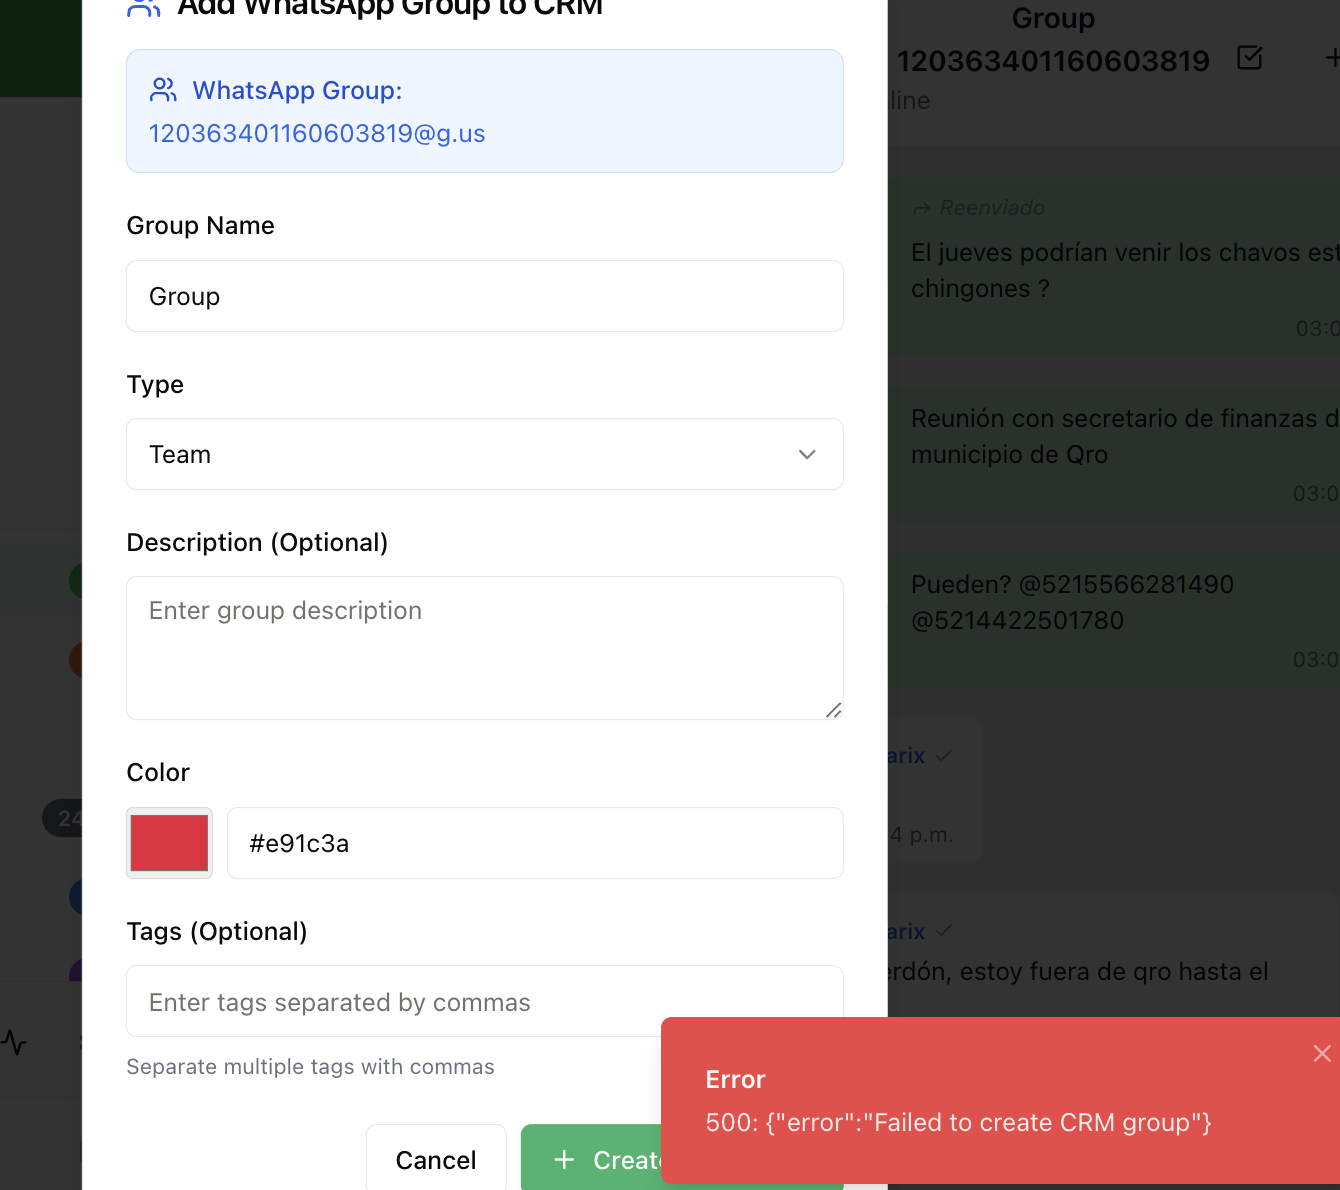 Add WhatsApp Group to CRM
WhatsApp Group:
120363401160603819@g.us
Group Name
Group
Type
Team
Description (Optional)
Enter group description
Color
#e91c3a
Tags (Optional)
Enter tags separated by commas
Separate multiple tags with commas
Cancel
+ Create
Group
120363401160603819
line
Reenviado
El jueves podrían venir los chavos est
chingones ?
03:0
Reunión con secretario de finanzas d
municipio de Qro
03:0
Pueden? @5215566281490
@5214422501780
03:0
arix
4 p.m.
arix
erdón, estoy fuera de qro hasta el
24
Error
500: {"error":"Failed to create CRM group"}